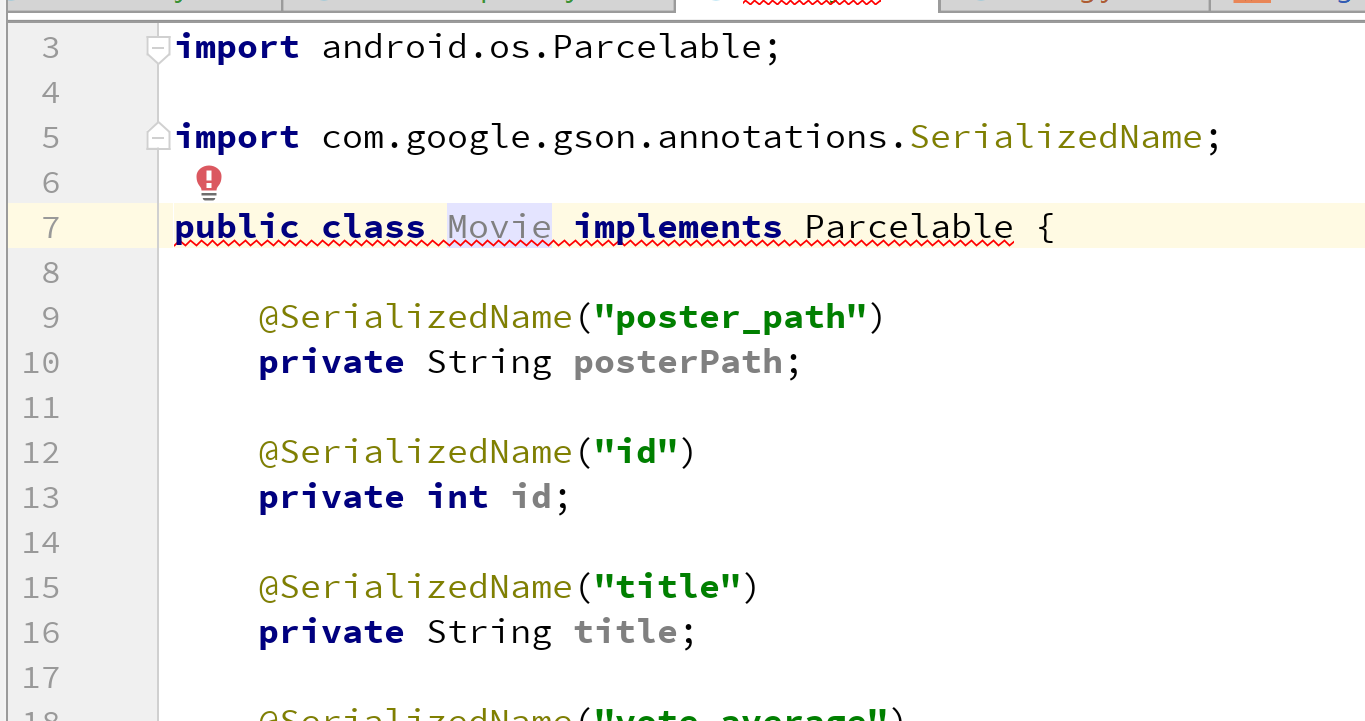 3 import android.os.Parcelable;
4
5 import com.google.gson.annotations.SerializedName;
6
7 public class Movie implements Parcelable {
8
9 @SerializedName("poster_path")
10 private String posterPath;
11
12 @SerializedName("id")
13 private int id;
14
15 @SerializedName("title")
16 private String title;
17
18 @SerializedName("vote_average")